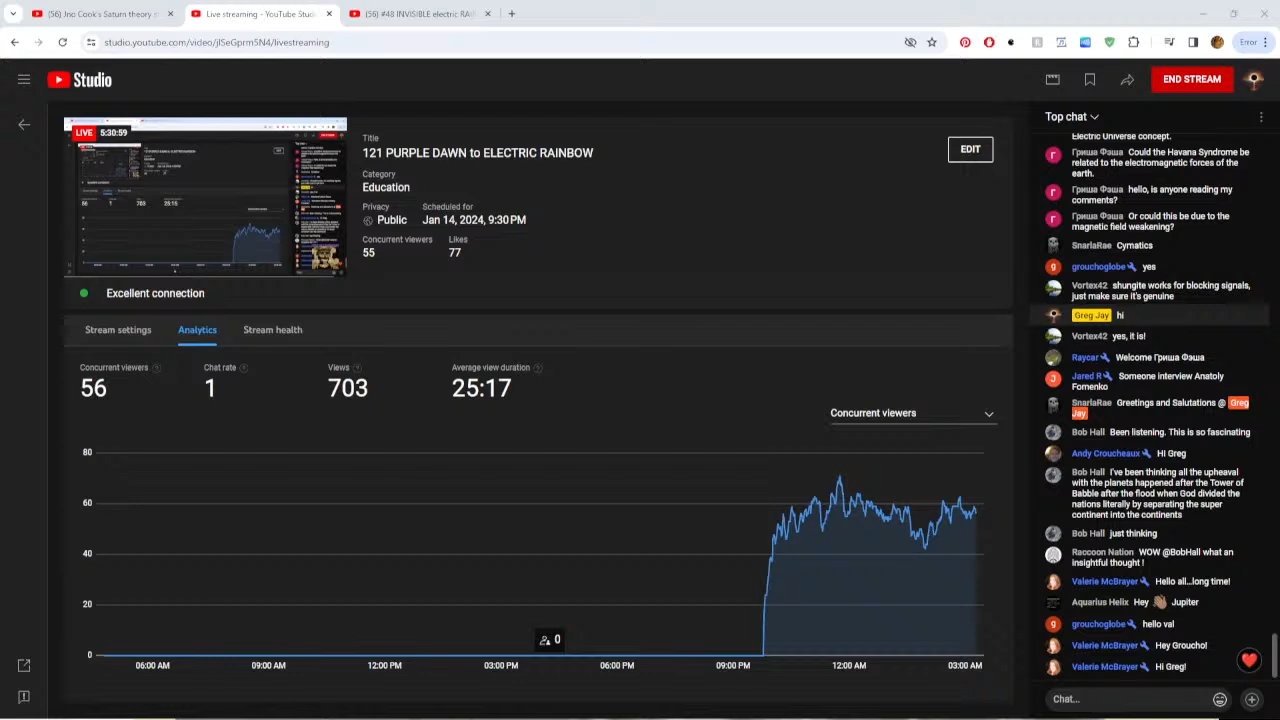 (56) Jno Cook's Saturn theory s
Live streaming - YouTube Studi
(56) #48 INVISIBLE electric RAI
studio.youtube.com/video/jlSeGprm5N4/livestreaming
Error
Studio
END STREAM
LIVE 5:30:59
Title
121 PURPLE DAWN to ELECTRIC RAINBOW
EDIT
Category
Education
Privacy
Public
Scheduled for
Jan 14, 2024, 9:30 PM
Concurrent viewers
55
Likes
77
Excellent connection
Stream settings
Analytics
Stream health
Concurrent viewers
56
Chat rate
1
Views
703
Average view duration
25:17
Concurrent viewers
80
60
40
20
0
0
06:00 AM 09:00 AM 12:00 PM 03:00 PM 06:00 PM 09:00 PM 12:00 AM 03:00 AM
Top chat
Electric Universe concept.
Гриша Фаша Could the Havana Syndrome be
related to the electromagnetic forces of the
earth.
Гриша Фаша hello, is anyone reading my
comments?
Гриша Фаша Or could this be due to the
magnetic field weakening?
SnarlaRae Cymatics
grouchoglobe yes
Vortex42 shungite works for blocking signals,
just make sure it's genuine
Greg Jay hi
Vortex42 yes, it is!
Raycar Welcome Гриша Фаша
Jared R Someone interview Anatoly
Fomenko
SnarlaRae Greetings and Salutations @ Greg
Jay
Bob Hall Been listening. This is so fascinating
Andy Croucheaux Hi Greg
Bob Hall I've been thinking all the upheaval
with the planets happened after the Tower of
Babble after the flood when God divided the
nations literally by separating the super
continent into the continents
Bob Hall just thinking
Raccoon Nation WOW @BobHall what an
insightful thought !
Valerie McBrayer Hello all...long time!
Aquarius Helix Hey 👋🏽 Jupiter
grouchoglobe hello val
Valerie McBrayer Hey Groucho!
Valerie McBrayer Hi Greg!
Chat...